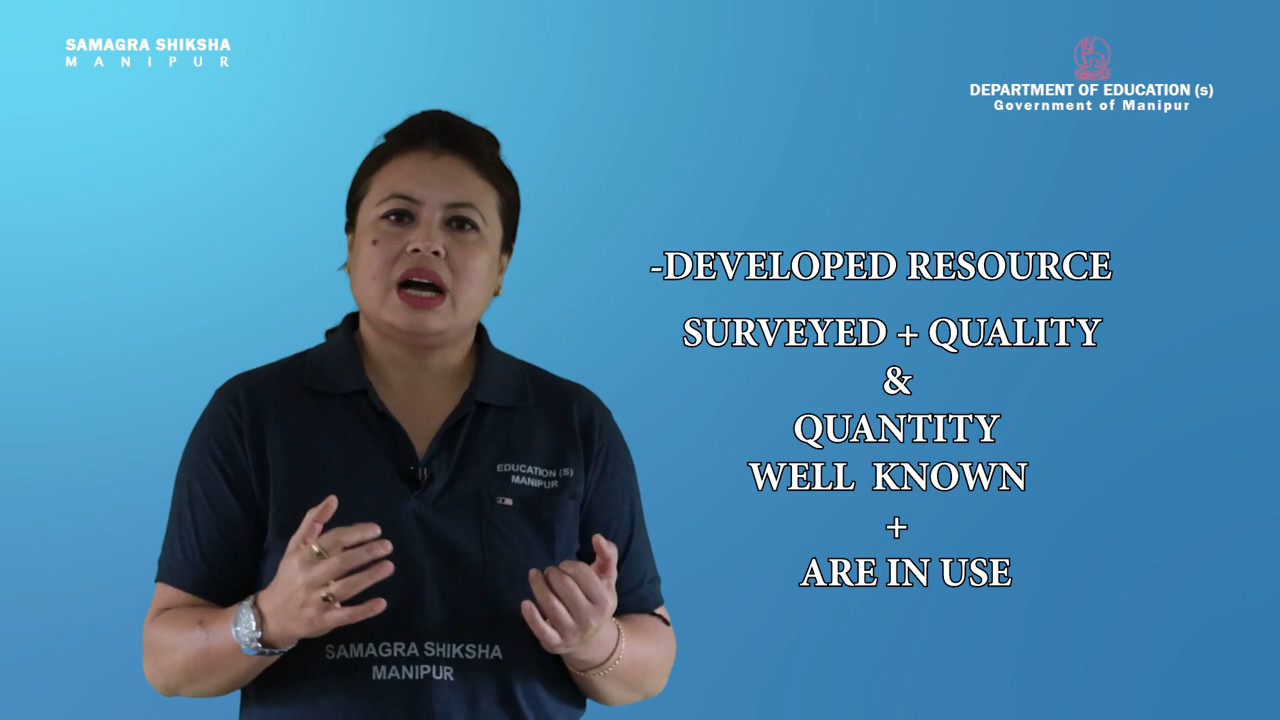 SAMAGRA SHIKSHA
MANIPUR
DEPARTMENT OF EDUCATION (s)
Government of Manipur
-DEVELOPED RESOURCE
SURVEYED + QUALITY
&
QUANTITY
WELL KNOWN
+
ARE IN USE
EDUCATION (S)
MANIPUR
SAMAGRA SHIKSHA
MANIPUR